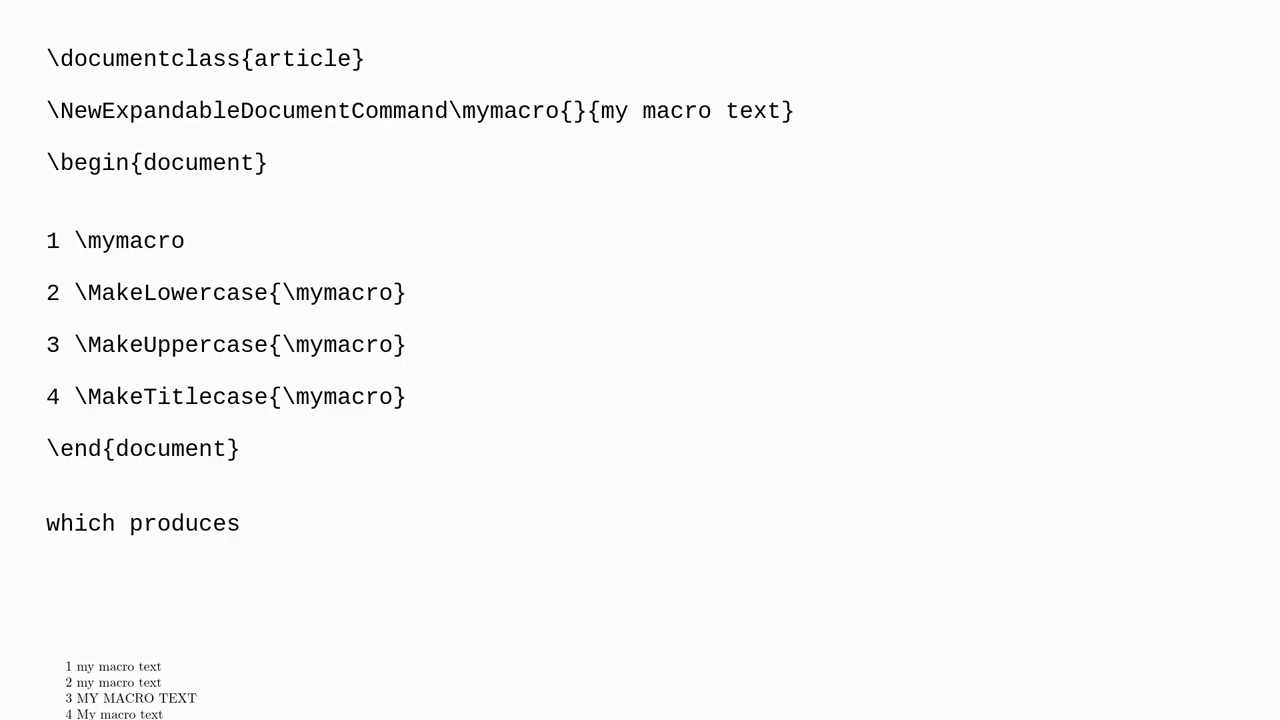 \documentclass{article}
\NewExpandableDocumentCommand\mymacro{}{my macro text}
\begin{document}
1 \mymacro
2 \MakeLowercase{\mymacro}
3 \MakeUppercase{\mymacro}
4 \MakeTitlecase{\mymacro}
\end{document}
which produces
1 my macro text
2 my macro text
3 MY MACRO TEXT
4 My macro text